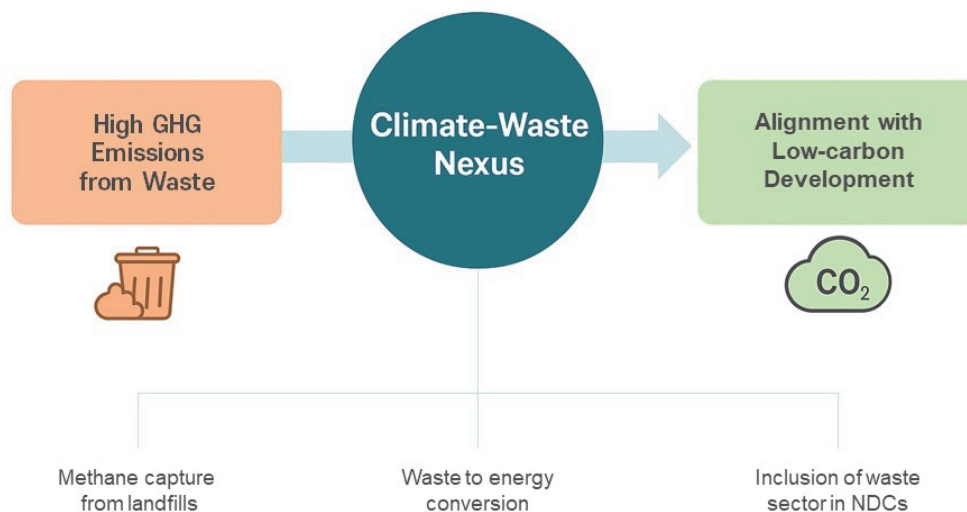 High GHG
Emissions
from Waste
Climate-Waste
Nexus
Alignment with
Low-carbon
Development
CO₂
Methane capture
from landfills
Waste to energy
conversion
Inclusion of waste
sector in NDCs